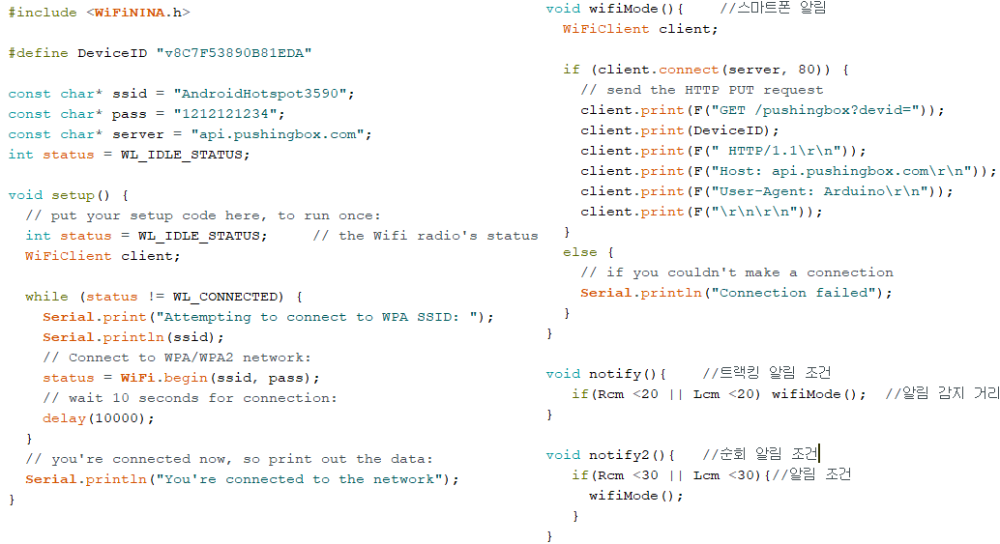 #include <WiFiNINA.h>

#define DeviceID "v8C7F53890B81EDA"

const char* ssid = "AndroidHotspot3590";
const char* pass = "1212121234";
const char* server = "api.pushingbox.com";
int status = WL_IDLE_STATUS;

void setup() {
  // put your setup code here, to run once:
  int status = WL_IDLE_STATUS;     // the Wifi radio's status
  WiFiClient client;

  while (status != WL_CONNECTED) {
    Serial.print("Attempting to connect to WPA SSID: ");
    Serial.println(ssid);
    // Connect to WPA/WPA2 network:
    status = WiFi.begin(ssid, pass);
    // wait 10 seconds for connection:
    delay(10000);
  }
  // you're connected now, so print out the data:
  Serial.println("You're connected to the network");
}

void wifiMode(){    //스마트폰 알림
  WiFiClient client;

  if (client.connect(server, 80)) {
    // send the HTTP PUT request
    client.print(F("GET /pushingbox?devid="));
    client.print(DeviceID);
    client.print(F(" HTTP/1.1\r\n"));
    client.print(F("Host: api.pushingbox.com\r\n"));
    client.print(F("User-Agent: Arduino\r\n"));
    client.print(F("\r\n\r\n"));
  }
  else {
    // if you couldn't make a connection
    Serial.println("Connection failed");
  }
}

void notify(){    //트랙킹 알림 조건
   if(Rcm <20 || Lcm <20) wifiMode();  //알림 감지 거리
}

void notify2(){   //순회 알림 조건
   if(Rcm <30 || Lcm <30){//알림 조건
     wifiMode();
   }
}